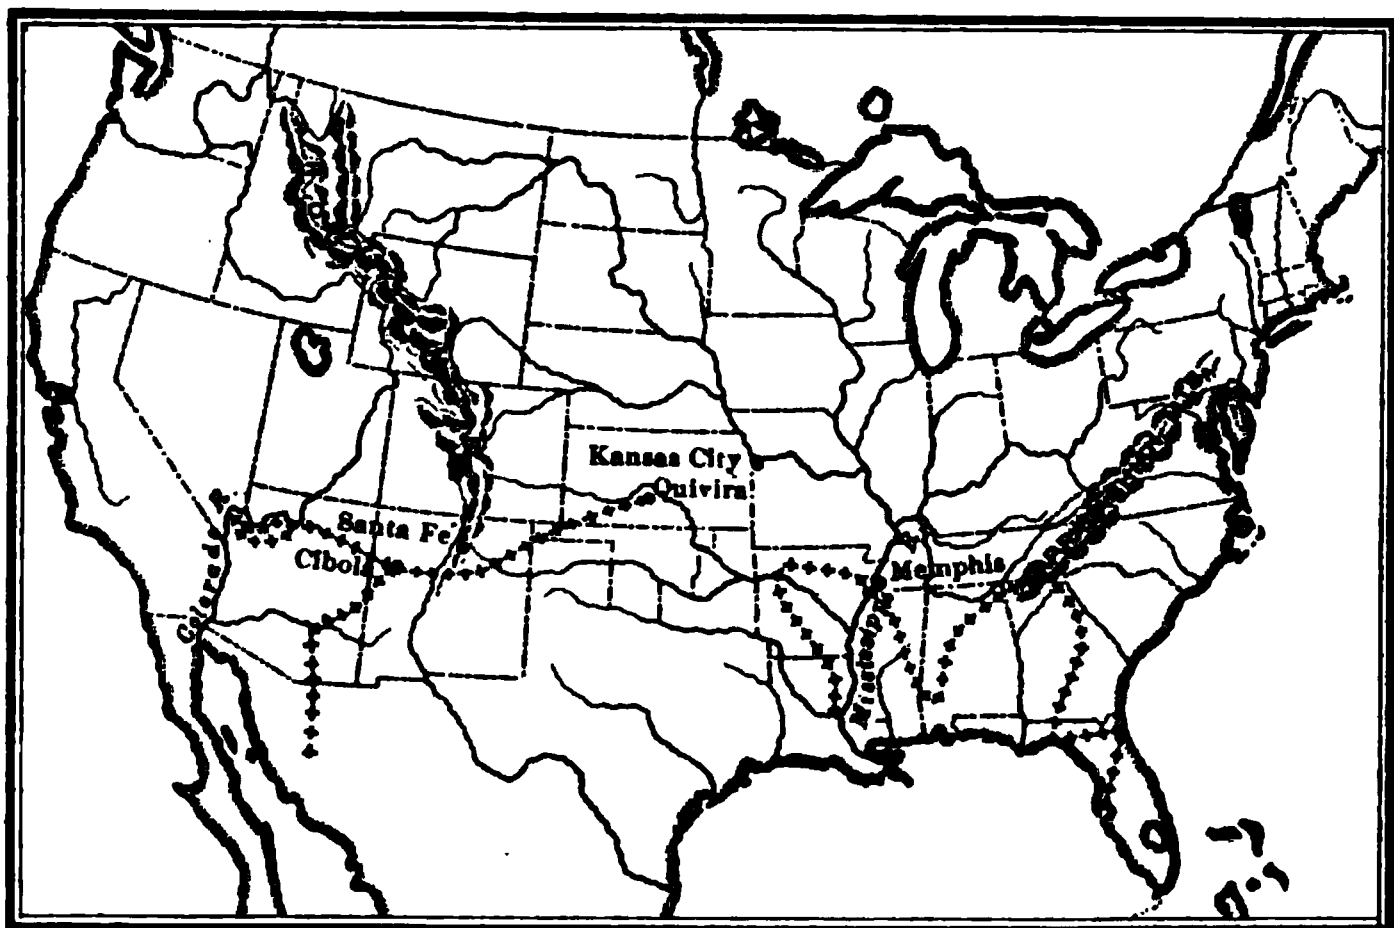 Kansas City
Quivira
Santa Fe
Cibola
Colorado R.
Memphis
Mississippi